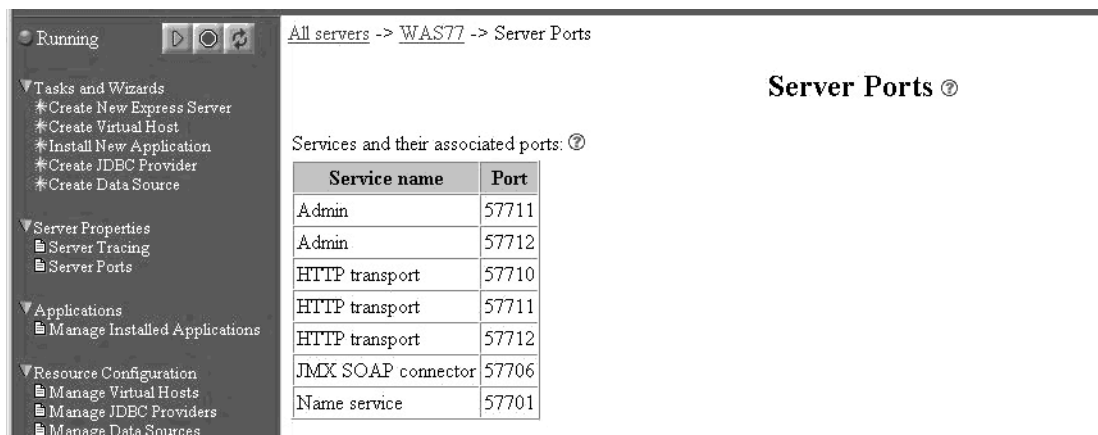 Running
Tasks and Wizards
Create New Express Server
Create Virtual Host
Install New Application
Create JDBC Provider
Create Data Source
Server Properties
Server Tracing
Server Ports
Applications
Manage Installed Applications
Resource Configuration
Manage Virtual Hosts
Manage JDBC Providers
Manage Data Sources
All servers -> WAS77 -> Server Ports
Server Ports ?
Services and their associated ports: ?
Service name Port
Admin 57711
Admin 57712
HTTP transport 57710
HTTP transport 57711
HTTP transport 57712
JMX SOAP connector 57706
Name service 57701